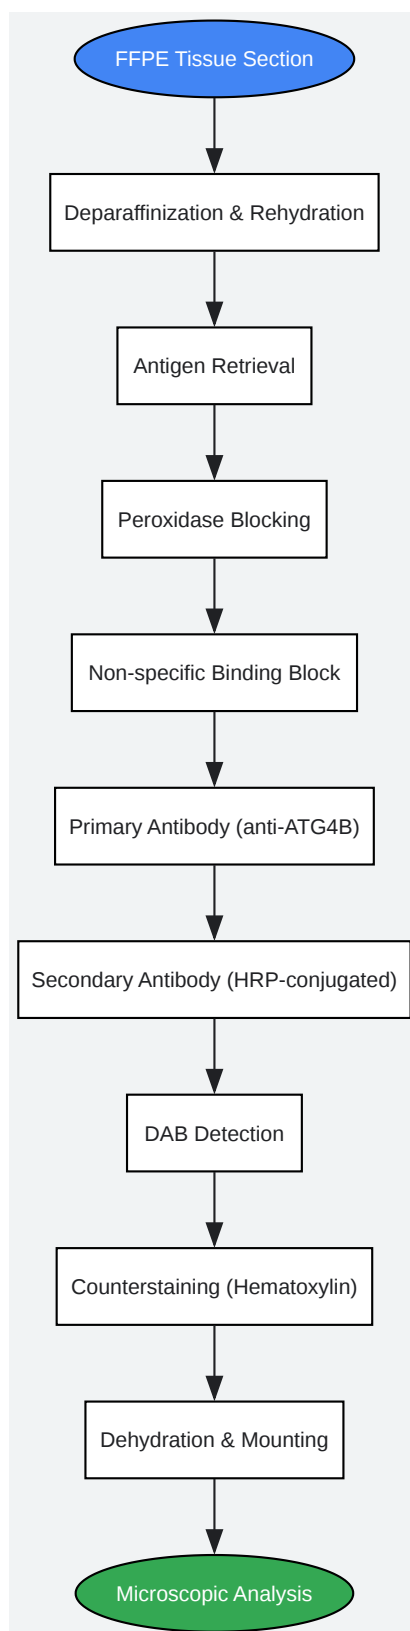 FFPE Tissue Section
Deparaffinization & Rehydration
Antigen Retrieval
Peroxidase Blocking
Non-specific Binding Block
Primary Antibody (anti-ATG4B)
Secondary Antibody (HRP-conjugated)
DAB Detection
Counterstaining (Hematoxylin)
Dehydration & Mounting
Microscopic Analysis